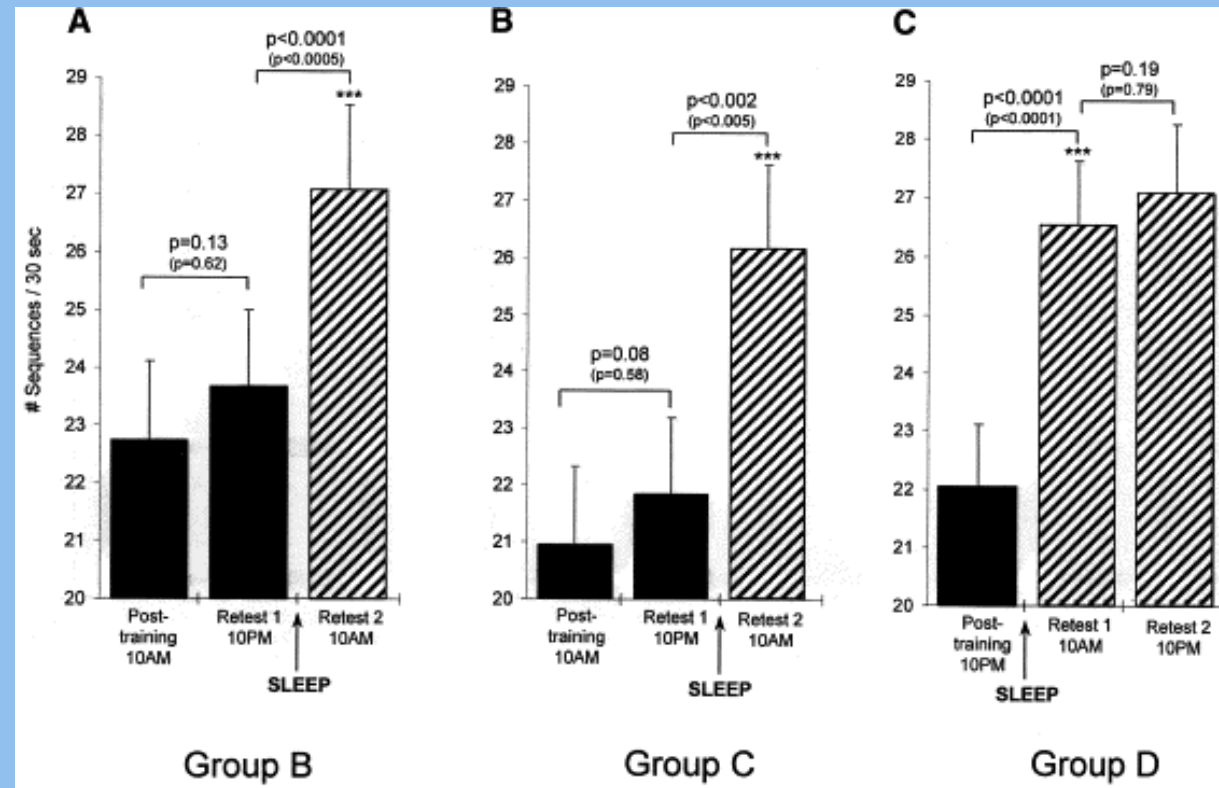 A
p<0.0001
(p<0.0005)
***
p=0.13
(p=0.62)
# Sequences / 30 sec
29
28
27
26
25
24
23
22
21
20
Post-
training
10AM
Retest 1
10PM
Retest 2
10AM
SLEEP
Group B
B
p<0.002
(p<0.005)
***
p=0.08
(p=0.58)
29
28
27
26
25
24
23
22
21
20
Post-
training
10AM
Retest 1
10PM
Retest 2
10AM
SLEEP
Group C
C
p<0.0001
(p<0.0001)
***
p=0.19
(p=0.79)
29
28
27
26
25
24
23
22
21
20
Post-
training
10PM
Retest 1
10AM
Retest 2
10PM
SLEEP
Group D